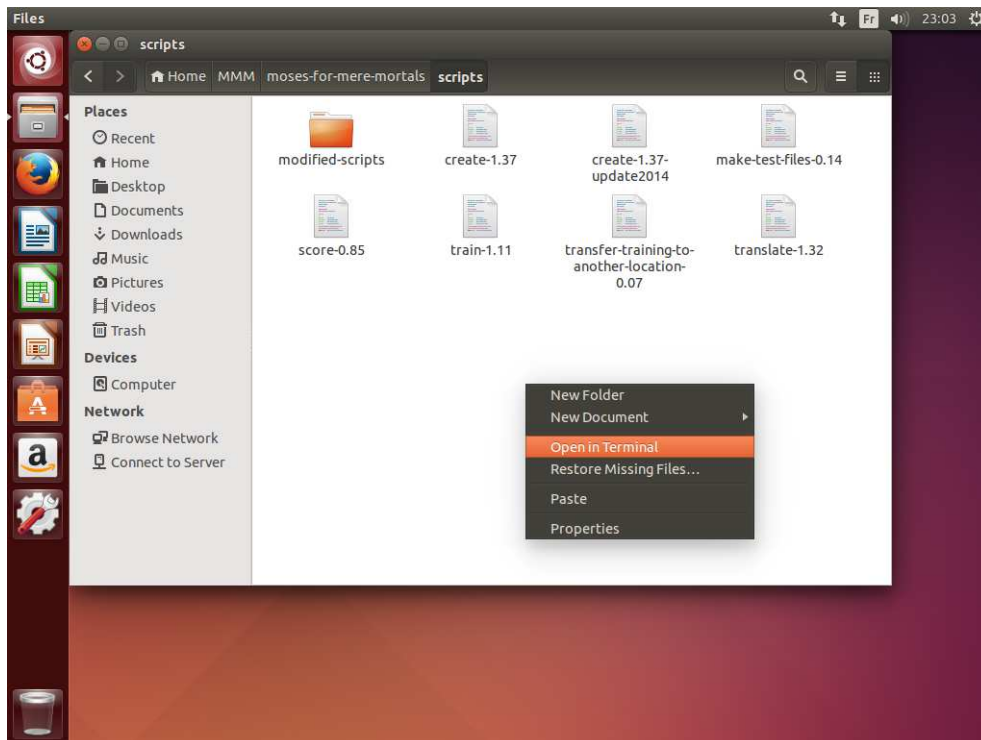 Files
Fr
23:03
scripts
Home MMM moses-for-mere-mortals scripts
Places
Recent
Home
Desktop
Documents
Downloads
Music
Pictures
Videos
Trash
Devices
Computer
Network
Browse Network
Connect to Server
modified-scripts
create-1.37
create-1.37-
update2014
make-test-files-0.14
score-0.85
train-1.11
transfer-training-to-
another-location-
0.07
translate-1.32
New Folder
New Document
Open in Terminal
Restore Missing Files…
Paste
Properties
a